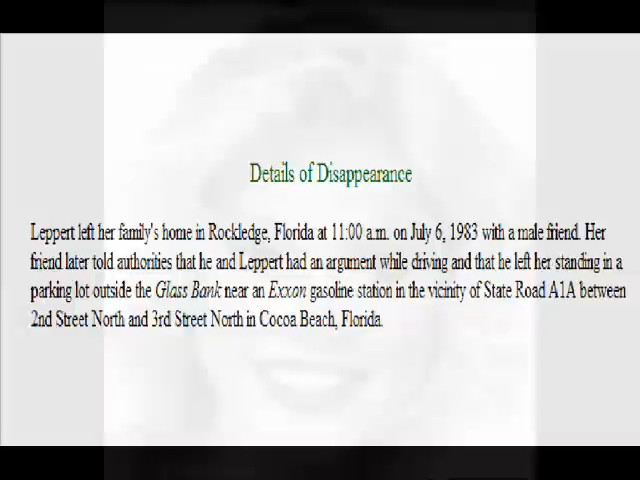 Details of Disappearance
Leppert left her family's home in Rockledge, Florida at 11:00 a.m. on July 6, 1983 with a male friend. Her
friend later told authorities that he and Leppert had an argument while driving and that he left her standing in a
parking lot outside the Glass Bank near an Exxon gasoline station in the vicinity of State Road A1A between
2nd Street North and 3rd Street North in Cocoa Beach, Florida.